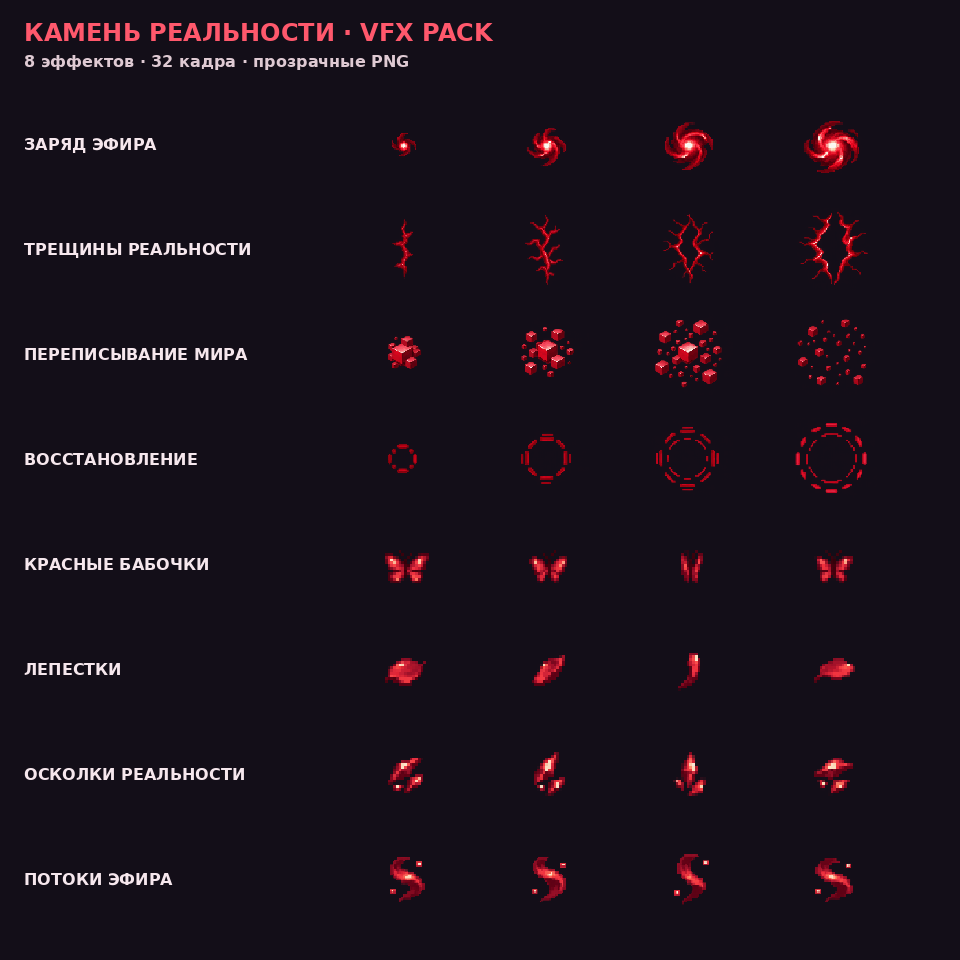 КАМЕНЬ РЕАЛЬНОСТИ · VFX PACK
8 эффектов · 32 кадра · прозрачные PNG
ЗАРЯД ЭФИРА
ТРЕЩИНЫ РЕАЛЬНОСТИ
ПЕРЕПИСЫВАНИЕ МИРА
ВОССТАНОВЛЕНИЕ
КРАСНЫЕ БАБОЧКИ
ЛЕПЕСТКИ
ОСКОЛКИ РЕАЛЬНОСТИ
ПОТОКИ ЭФИРА